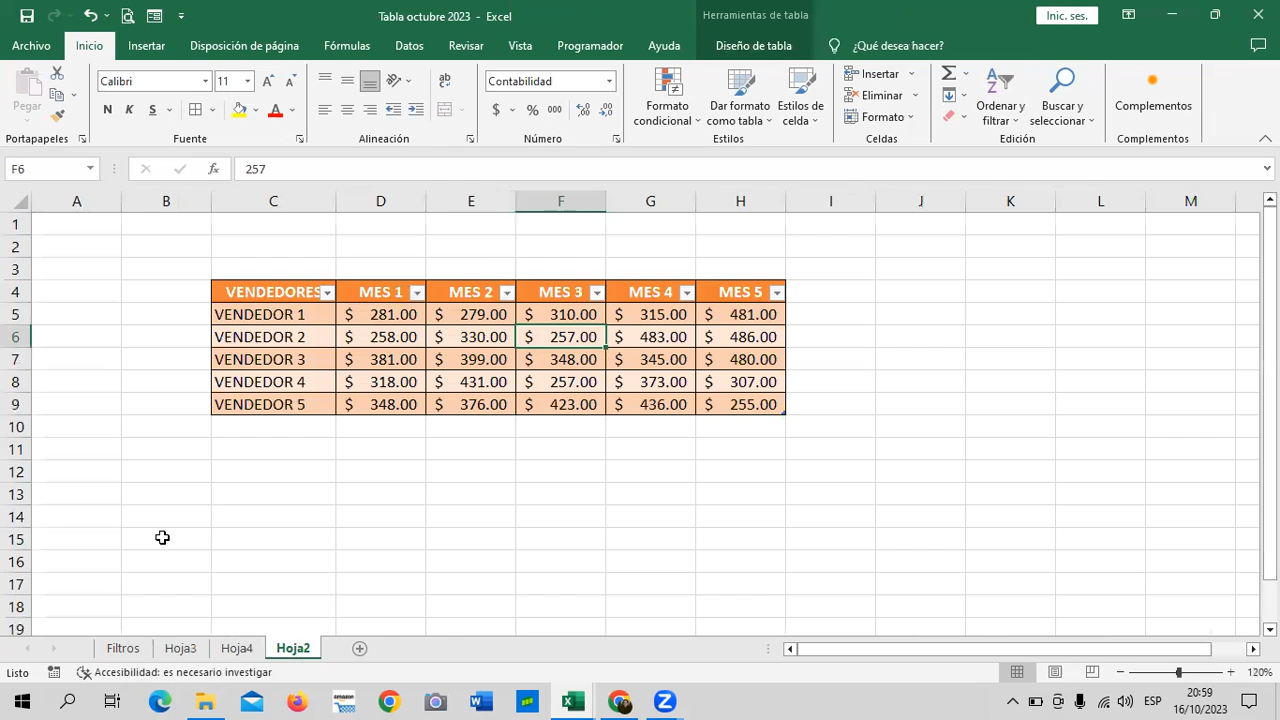 Tabla octubre 2023 - Excel
Herramientas de tabla
Inic. ses.
Archivo Inicio Insertar Disposición de página Fórmulas Datos Revisar Vista Programador Ayuda Diseño de tabla ¿Qué desea hacer?
Pegar
Calibri 11
N K S
Contabilidad
$ % 000
Formato condicional
Dar formato como tabla
Estilos de celda
Insertar
Eliminar
Formato
Ordenar y filtrar
Buscar y seleccionar
Complementos
Portapapeles Fuente Alineación Número Estilos Celdas Edición Complementos
F6 fx 257
A B C D E F G H I J K L M
1
2
3
4 VENDEDORES MES 1 MES 2 MES 3 MES 4 MES 5
5 VENDEDOR 1 $ 281.00 $ 279.00 $ 310.00 $ 315.00 $ 481.00
6 VENDEDOR 2 $ 258.00 $ 330.00 $ 257.00 $ 483.00 $ 486.00
7 VENDEDOR 3 $ 381.00 $ 399.00 $ 348.00 $ 345.00 $ 480.00
8 VENDEDOR 4 $ 318.00 $ 431.00 $ 257.00 $ 373.00 $ 307.00
9 VENDEDOR 5 $ 348.00 $ 376.00 $ 423.00 $ 436.00 $ 255.00
10
11
12
13
14
15
16
17
18
19
Filtros Hoja3 Hoja4 Hoja2
Listo Accesibilidad: es necesario investigar 120%
ESP
20:59
16/10/2023